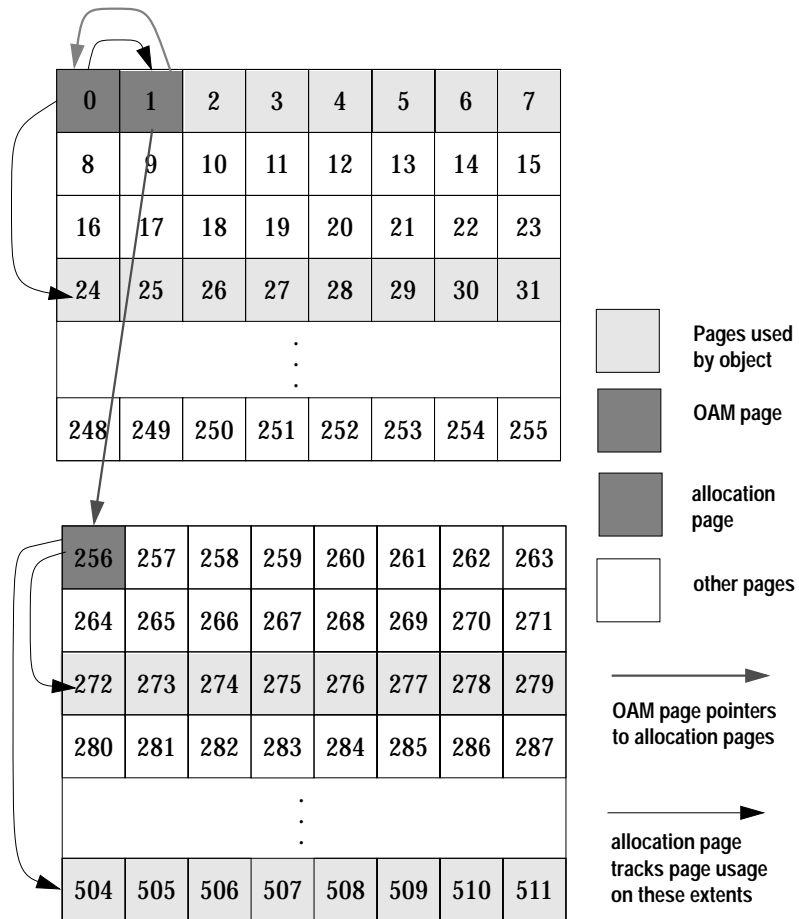 0 1 2 3 4 5 6 7
8 9 10 11 12 13 14 15
16 17 18 19 20 21 22 23
24 25 26 27 28 29 30 31
.
.
.
248 249 250 251 252 253 254 255
256 257 258 259 260 261 262 263
264 265 266 267 268 269 270 271
272 273 274 275 276 277 278 279
280 281 282 283 284 285 286 287
.
.
.
504 505 506 507 508 509 510 511
Pages used
by object
OAM page
allocation
page
other pages
OAM page pointers
to allocation pages
allocation page
tracks page usage
on these extents